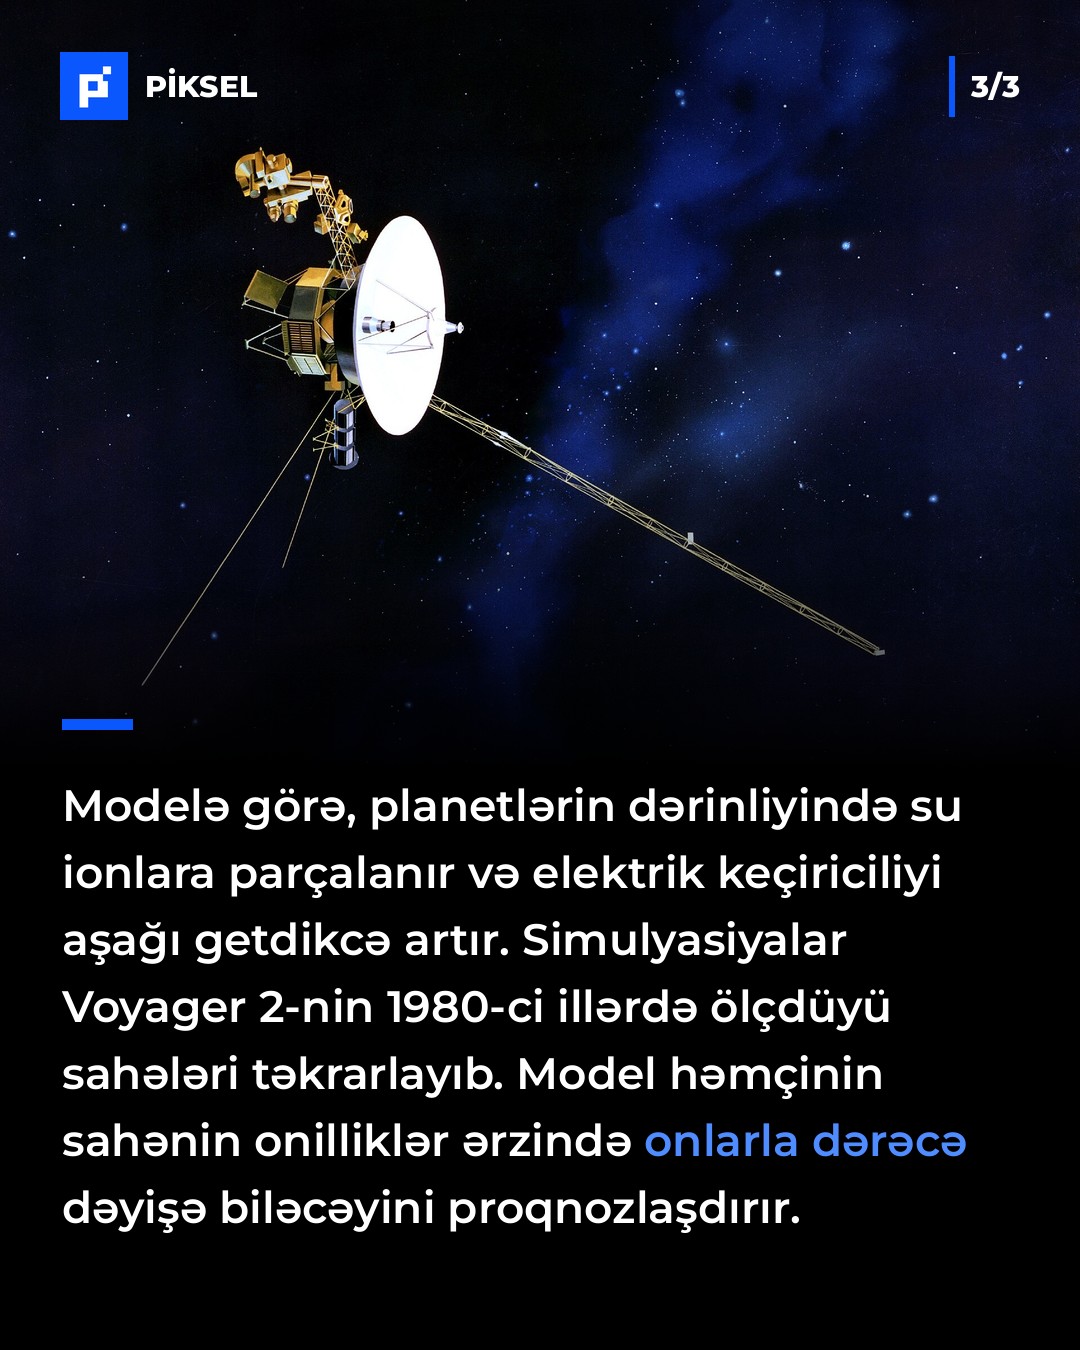 PİKSEL
3/3
Modelə görə, planetlərin dərinliyində su
ionlara parçalanır və elektrik keçiriciliyi
aşağı getdikcə artır. Simulyasiyalar
Voyager 2-nin 1980-ci illərdə ölçdüyü
sahələri təkrarlayıb. Model həmçinin
sahənin onilliklər ərzində onlarla dərəcə
dəyişə biləcəyini proqnozlaşdırır.